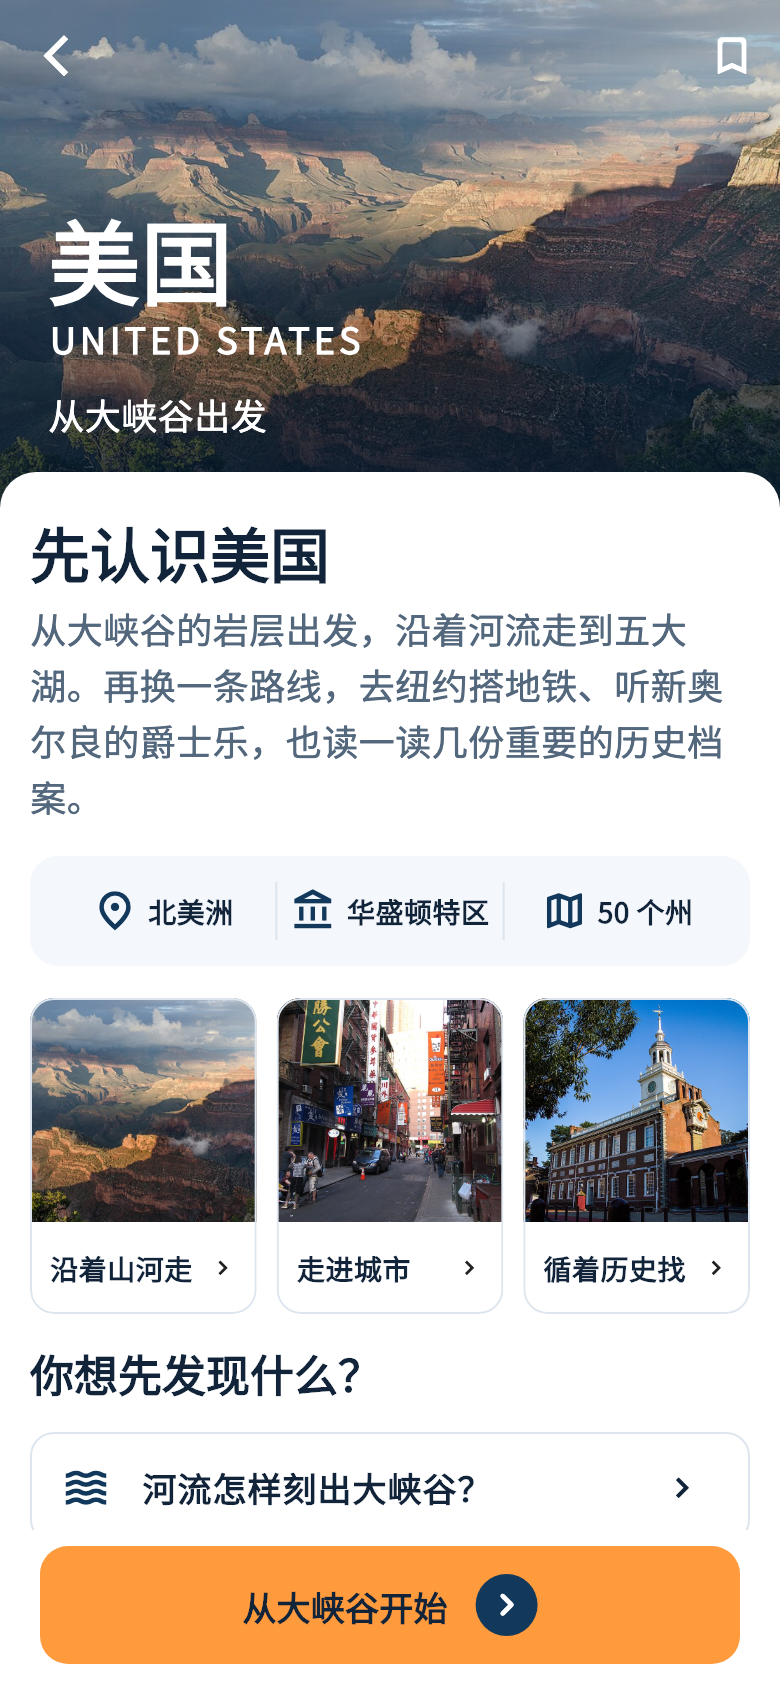 美国
UNITED STATES
从大峡谷出发
先认识美国
从大峡谷的岩层出发，沿着河流走到五大
湖。再换一条路线，去纽约搭地铁、听新奥
尔良的爵士乐，也读一读几份重要的历史档
案。
北美洲
华盛顿特区
50 个州
勝公會
沿着山河走
走进城市
循着历史找
你想先发现什么？
河流怎样刻出大峡谷？
从大峡谷开始